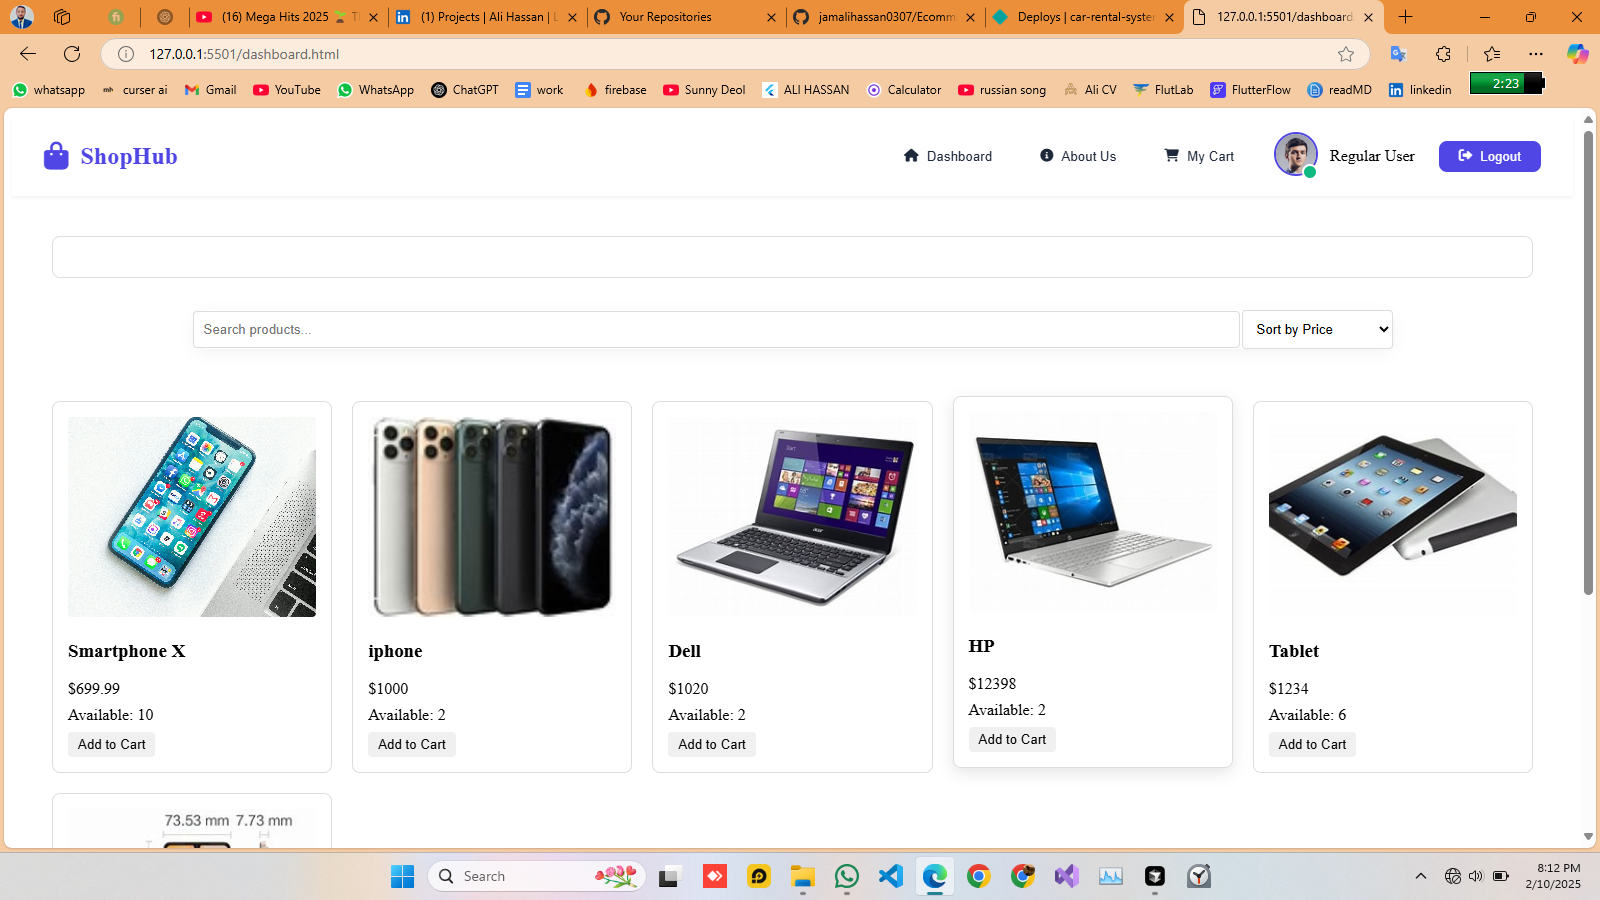 (16) Mega Hits 2025
(1) Projects | Ali Hassan | L
Your Repositories
jamalihassan0307/Ecomm
Deploys | car-rental-syste
127.0.0.1:5501/dashboard
127.0.0.1:5501/dashboard.html
whatsapp
curser ai
Gmail
YouTube
WhatsApp
ChatGPT
work
firebase
Sunny Deol
ALI HASSAN
Calculator
russian song
Ali CV
FlutLab
FlutterFlow
readMD
linkedin
2:23
ShopHub
Dashboard
About Us
My Cart
Regular User
Logout
Search products...
Sort by Price
Smartphone X
$699.99
Available: 10
Add to Cart
iphone
$1000
Available: 2
Add to Cart
Dell
$1020
Available: 2
Add to Cart
HP
$12398
Available: 2
Add to Cart
Tablet
$1234
Available: 6
Add to Cart
73.53 mm 7.73 mm
Search
8:12 PM
2/10/2025